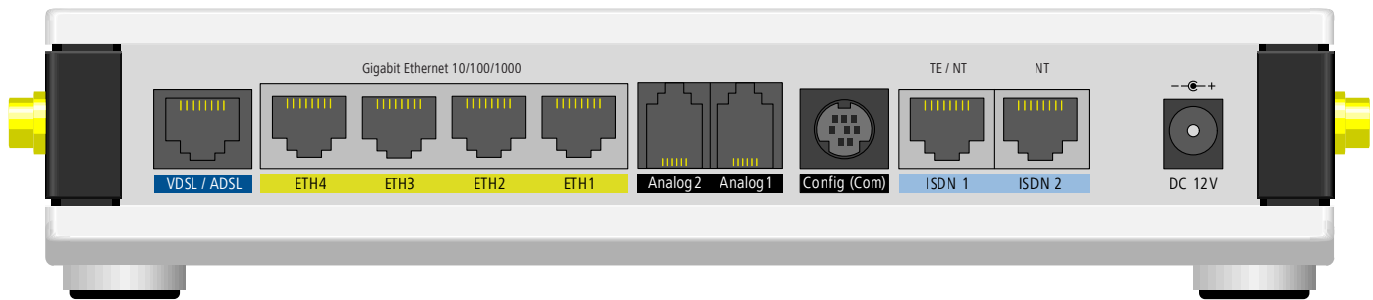 Gigabit Ethernet 10/100/1000
TE / NT
NT
VDSL / ADSL
ETH4
ETH3
ETH2
ETH1
Analog2
Analog1
Config (Com)
ISDN 1
ISDN 2
DC 12V